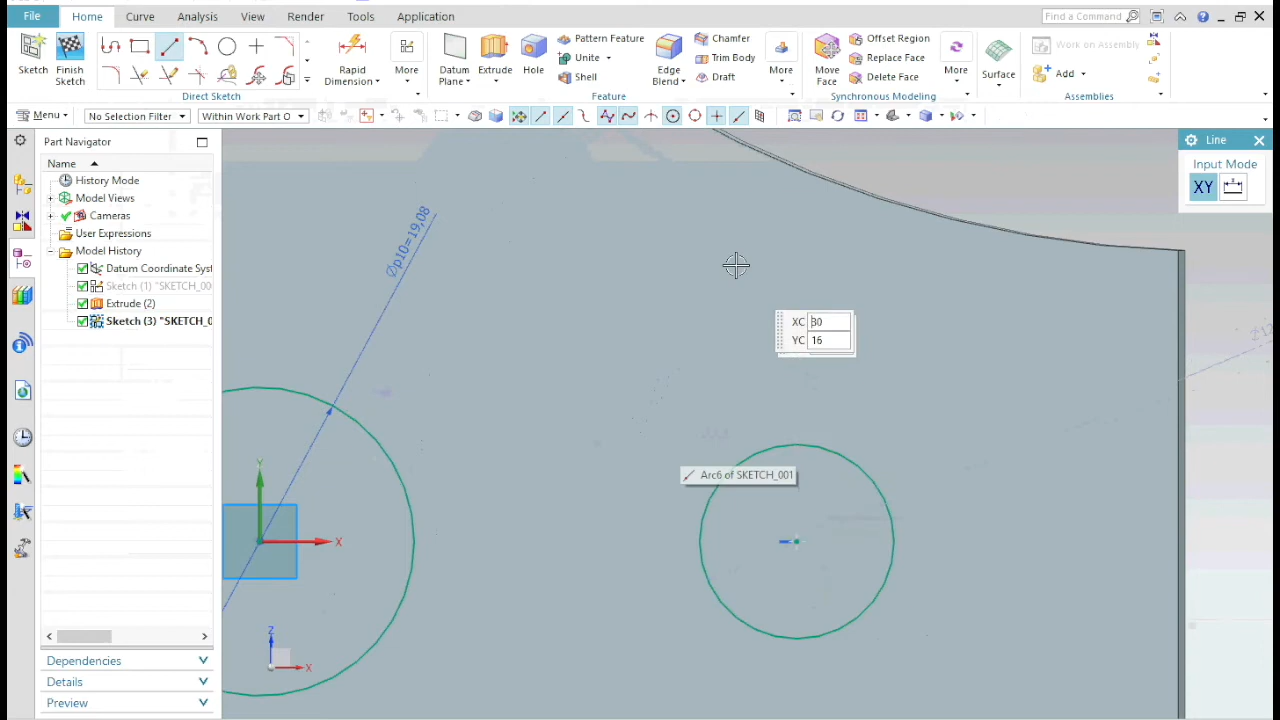 File Home Curve Analysis View Render Tools Application Find a Command
Sketch Finish Sketch Rapid Dimension More Datum Plane Extrude Hole Pattern Feature Unite Shell Edge Blend Chamfer Trim Body Draft More Move Face Offset Region Replace Face Delete Face More Surface Work on Assembly Add
Direct Sketch Feature Synchronous Modeling Assemblies
Menu No Selection Filter Within Work Part O
Part Navigator
Name
History Mode
Model Views
Cameras
User Expressions
Model History
Datum Coordinate Syst
Sketch (1) "SKETCH_00
Extrude (2)
Sketch (3) "SKETCH_0
Dependencies
Details
Preview
Line
Input Mode
XY
Øp10=19,08
XC 30
YC 16
Arc6 of SKETCH_001
Y
X
Z
X